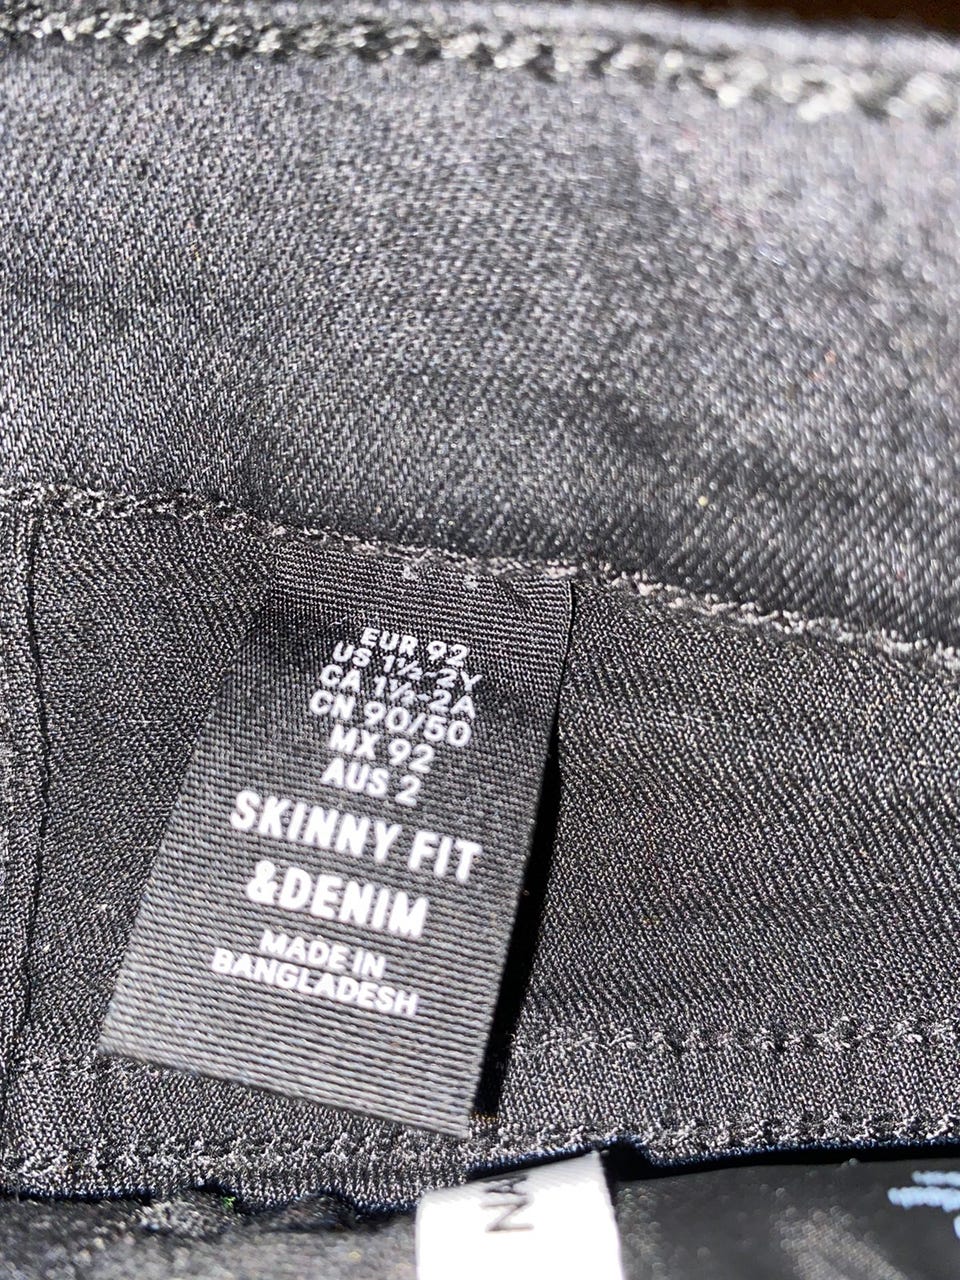 EUR 92
US 1½-2Y
CA 1½-2A
CN 90/50
MX 92
AUS 2
SKINNY FIT
&DENIM
MADE IN
BANGLADESH